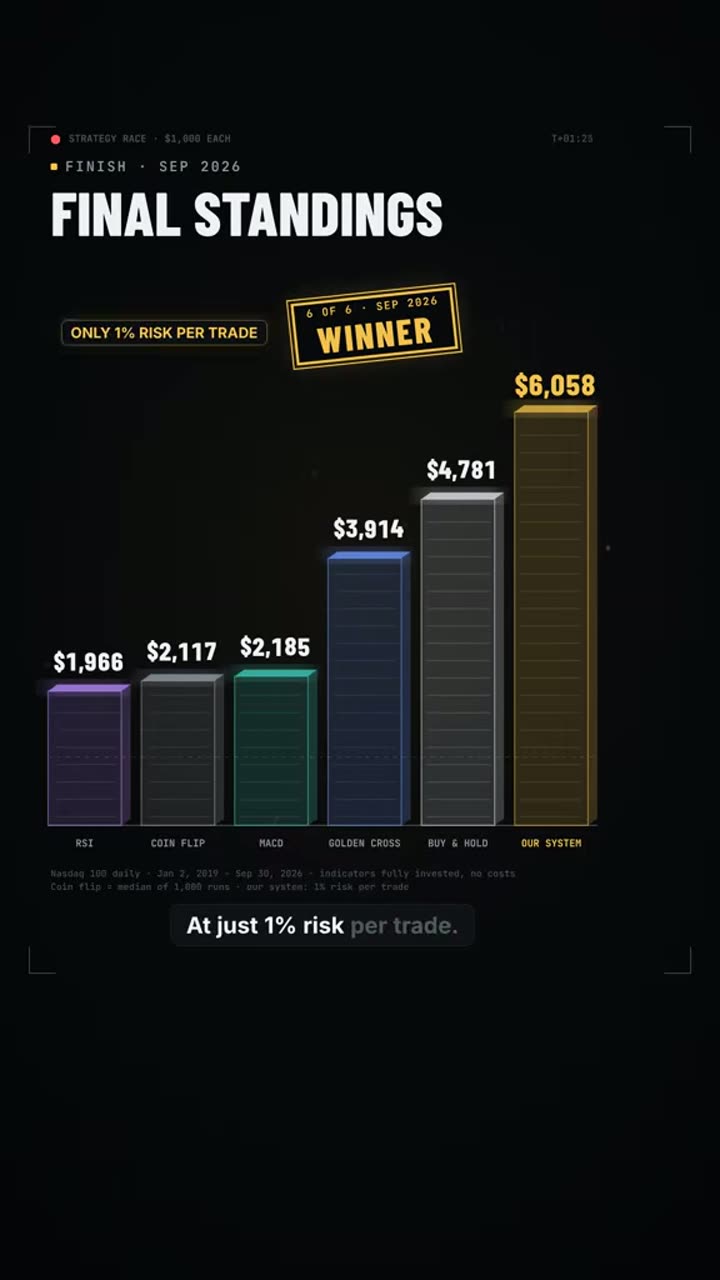 STRATEGY RACE · $1,000 EACH
T+01:23
FINISH · SEP 2026
FINAL STANDINGS
6 OF 6 · SEP 2026
WINNER
ONLY 1% RISK PER TRADE
$6,058
$4,781
$3,914
$2,185
$2,117
$1,966
RSI
COIN FLIP
MACD
GOLDEN CROSS
BUY & HOLD
OUR SYSTEM
Nasdaq 100 daily · Jan 2, 2019 – Sep 30, 2026 · indicators fully invested, no costs
Coin flip = median of 1,000 runs · our system: 1% risk per trade
At just 1% risk per trade.